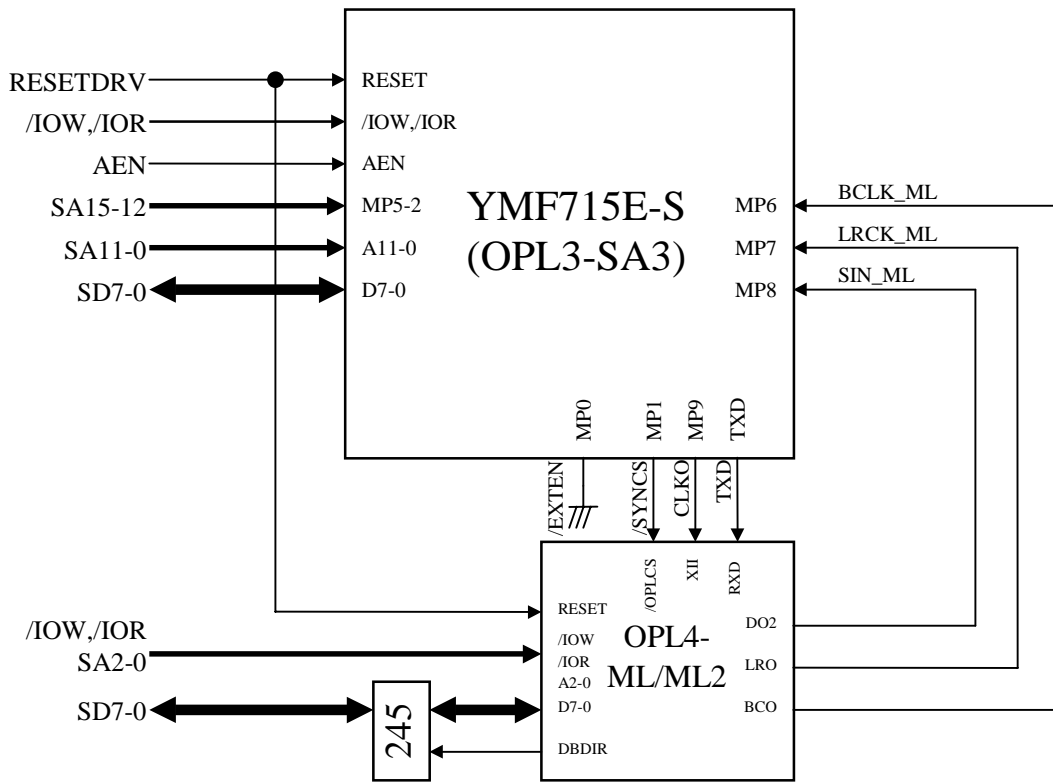 RESETDRV
RESET
/IOW,/IOR
/IOW,/IOR
AEN
AEN
SA15-12
MP5-2
SA11-0
A11-0
SD7-0
D7-0
YMF715E-S
(OPL3-SA3)
MP6
BCLK_ML
MP7
LRCK_ML
MP8
SIN_ML
MP0
MP1
MP9
TXD
/EXTEN
/SYNCS
CLKO
TXD
/OPLCS
XII
RXD
RESET
/IOW
/IOR
A2-0
D7-0
DBDIR
OPL4-
ML/ML2
DO2
LRO
BCO
/IOW,/IOR
SA2-0
SD7-0
245